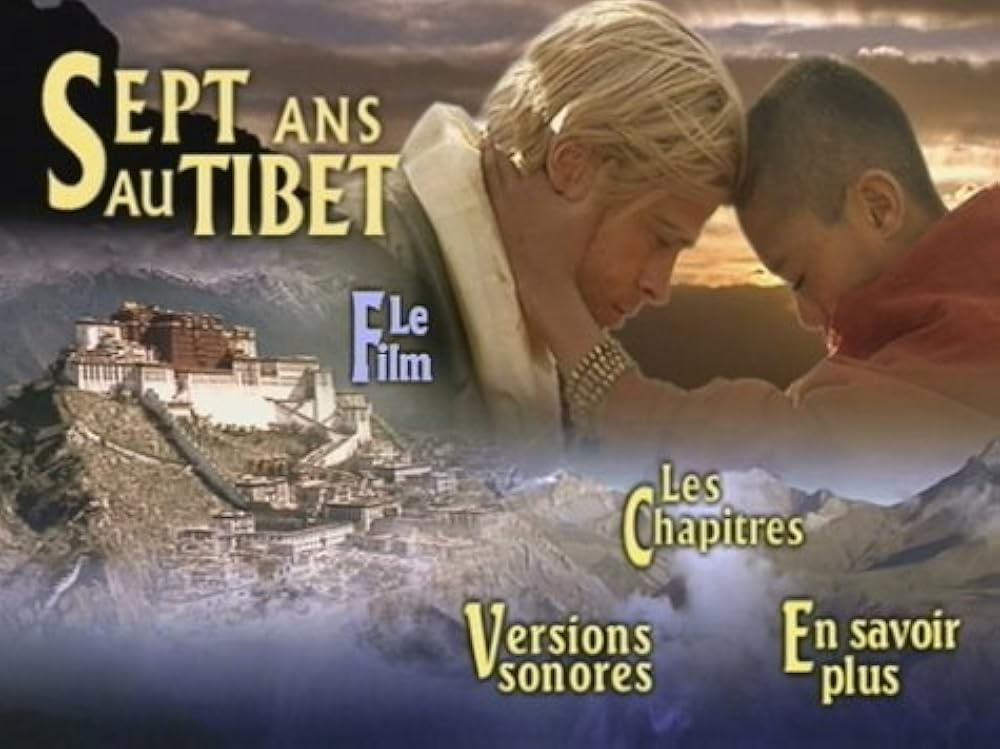 SEPT ANS
AU TIBET
Le
Film
Les
Chapitres
Versions
sonores
En savoir
plus